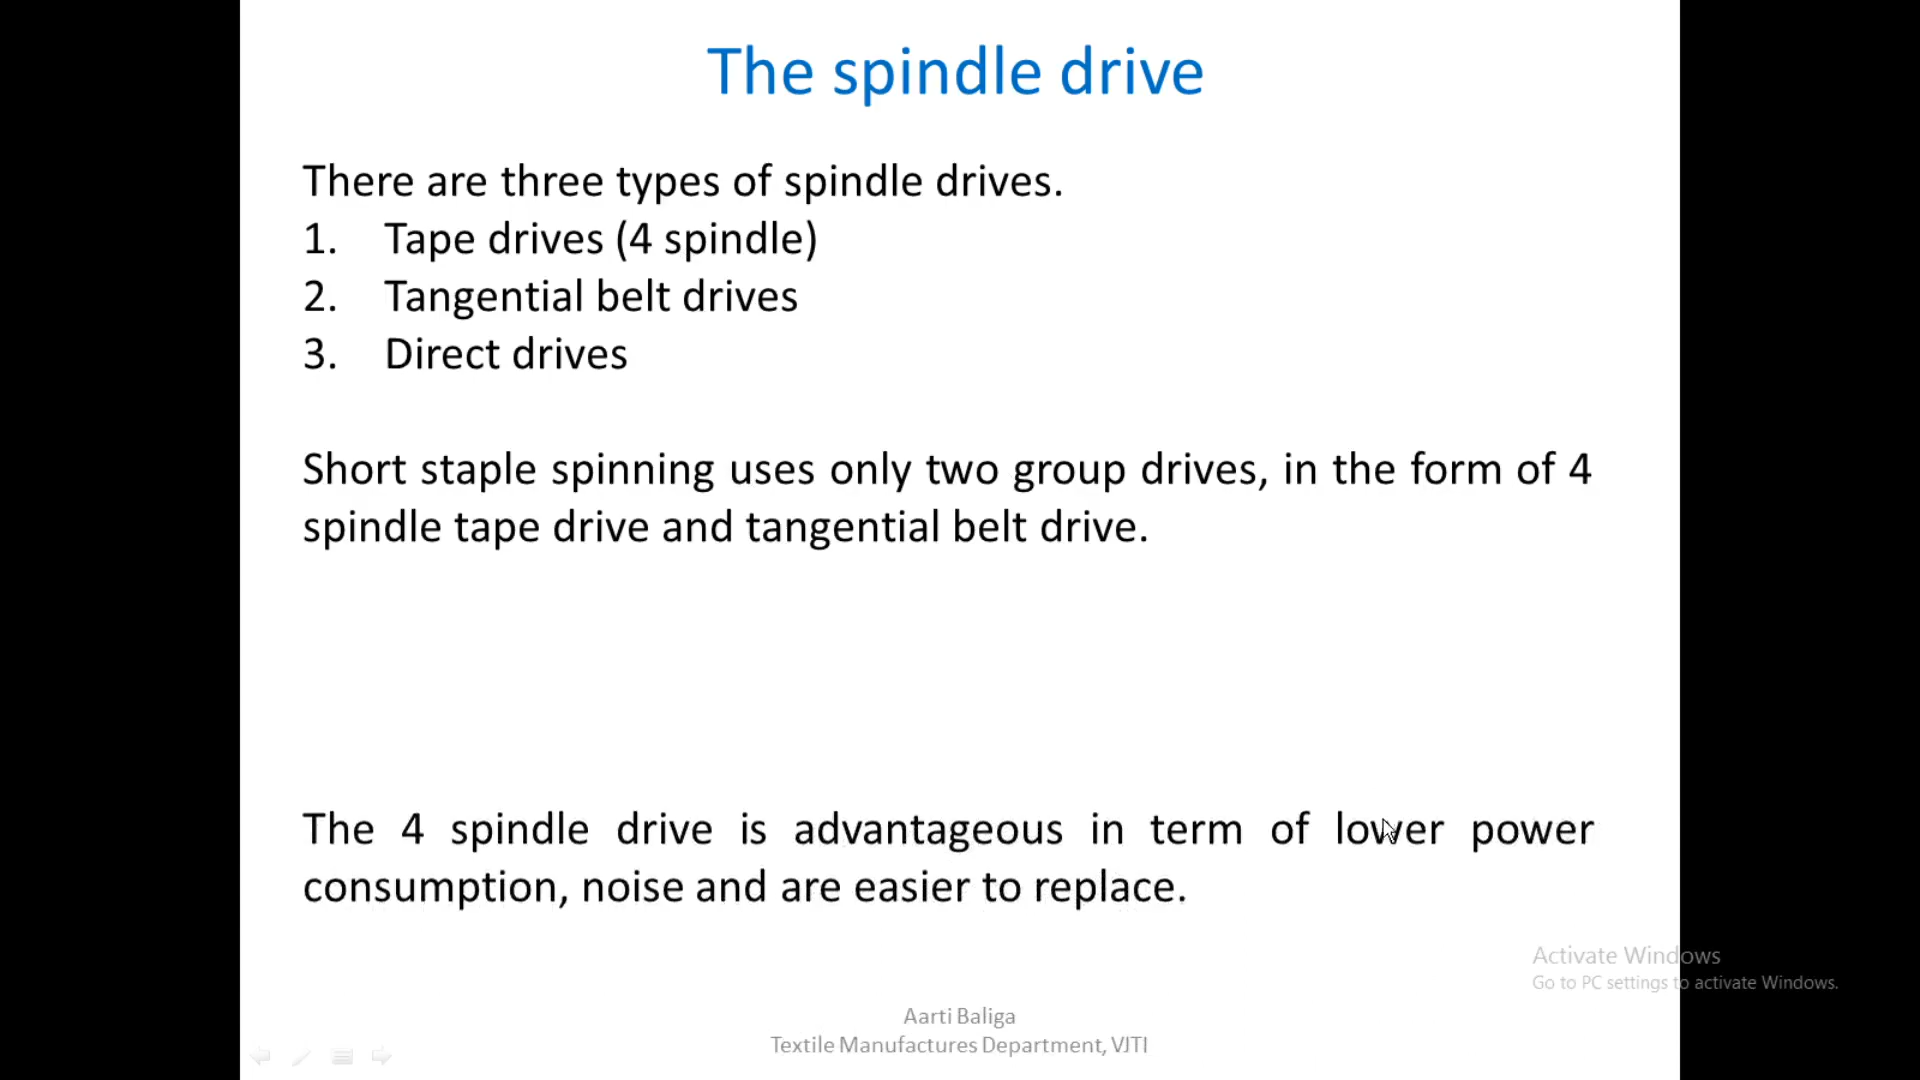 The spindle drive
There are three types of spindle drives.
1. Tape drives (4 spindle)
2. Tangential belt drives
3. Direct drives
Short staple spinning uses only two group drives, in the form of 4
spindle tape drive and tangential belt drive.
The 4 spindle drive is advantageous in term of lower power
consumption, noise and are easier to replace.
Activate Windows
Go to PC settings to activate Windows.
Aarti Baliga
Textile Manufactures Department, VJTI